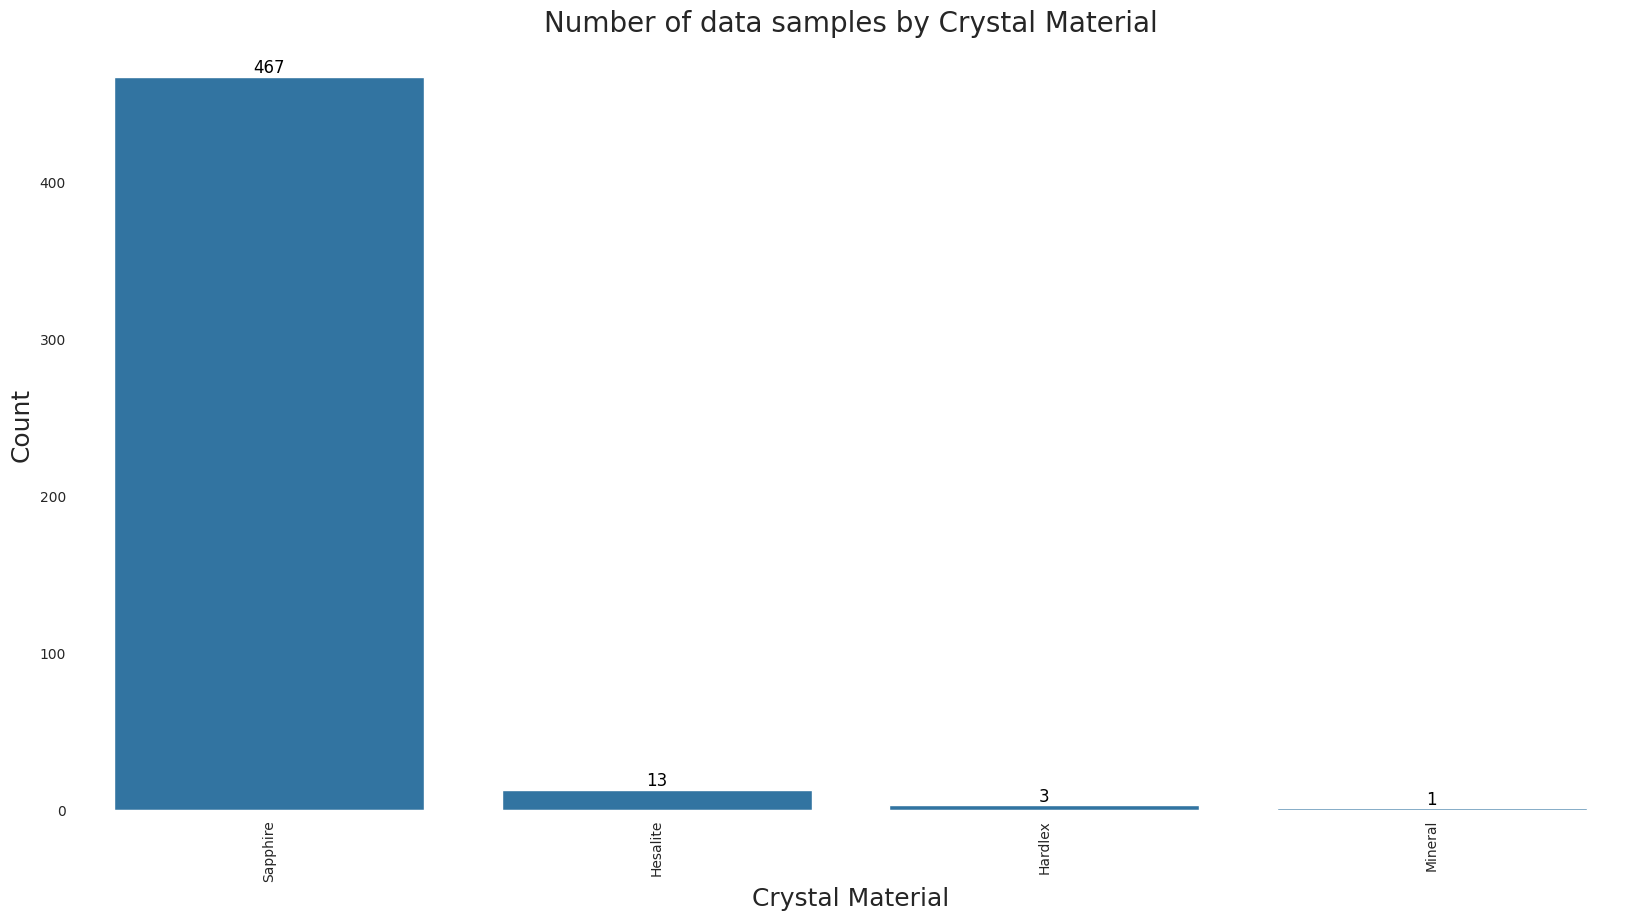 Number of data samples by Crystal Material
467
400
300
Count
200
100
13
3
1
0
Sapphire
Hesalite
Hardlex
Mineral
Crystal Material